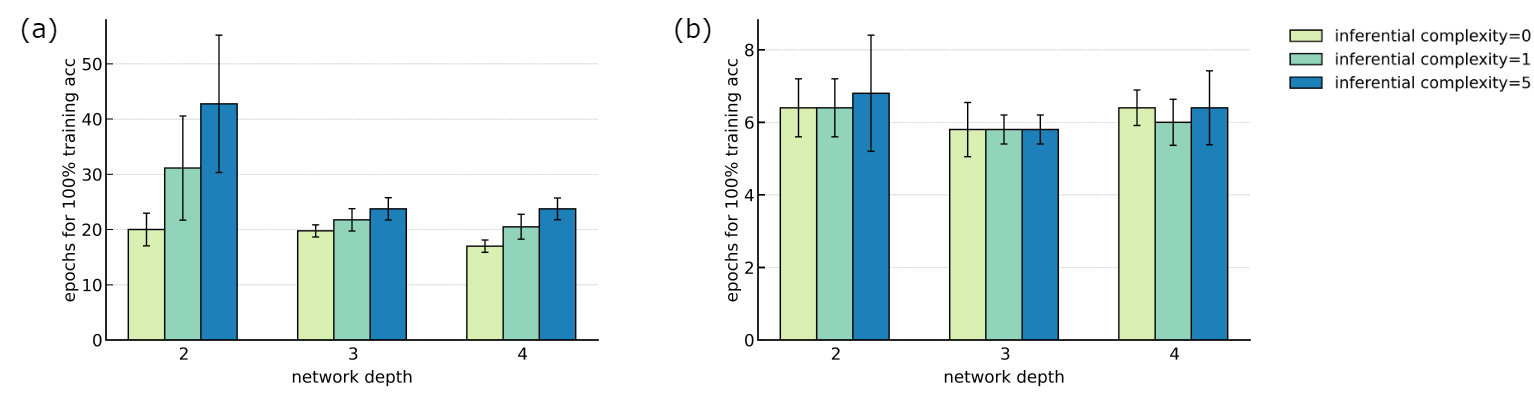 (a)
epochs for 100% training acc
50
40
30
20
10
0
2
3
4
network depth
(b)
epochs for 100% training acc
8
6
4
2
0
2
3
4
network depth
inferential complexity=0
inferential complexity=1
inferential complexity=5